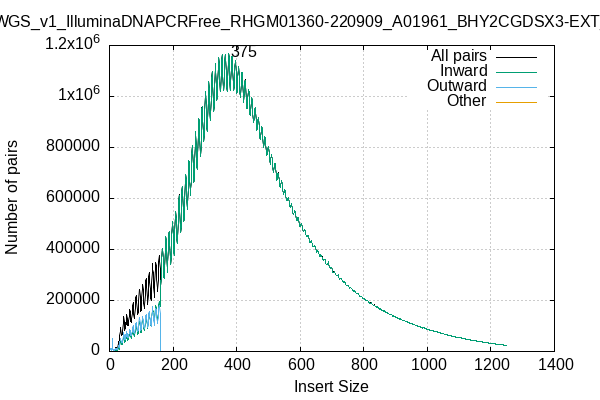 WGS_v1_IlluminaDNAPCRFree_RHGM01360-220909_A01961_BHY2CGDSX3-EXT_
1.2x10^6
1x10^6
800000
600000
400000
200000
0
Number of pairs
375
All pairs
Inward
Outward
Other
0 200 400 600 800 1000 1200 1400
Insert Size